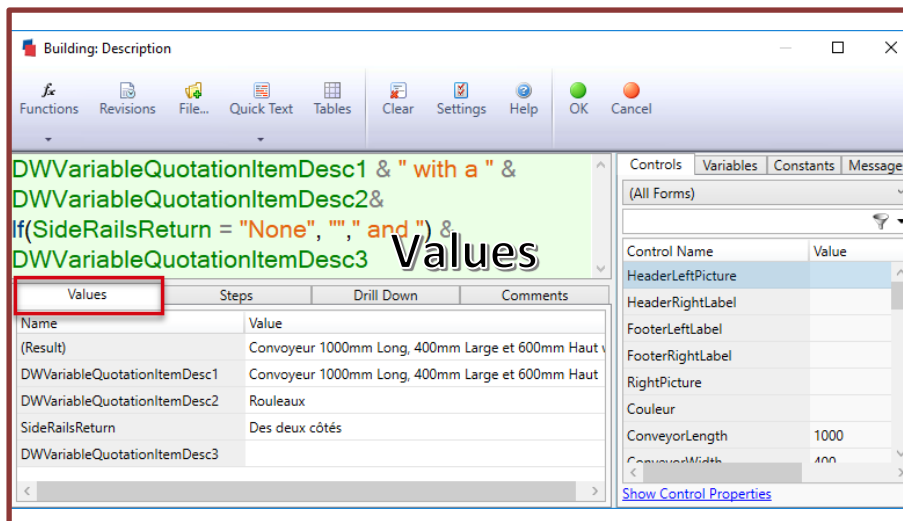 Building: Description
Functions Revisions File... Quick Text Tables Clear Settings Help OK Cancel
DWVariableQuotationItemDesc1 & " with a " &
DWVariableQuotationItemDesc2&
If(SideRailsReturn = "None", ""," and ") &
DWVariableQuotationItemDesc3
Values
Values Steps Drill Down Comments
Name Value
(Result) Convoyeur 1000mm Long, 400mm Large et 600mm Haut
DWVariableQuotationItemDesc1 Convoyeur 1000mm Long, 400mm Large et 600mm Haut
DWVariableQuotationItemDesc2 Rouleaux
SideRailsReturn Des deux côtés
DWVariableQuotationItemDesc3
Controls Variables Constants Message
(All Forms)
Control Name Value
HeaderLeftPicture
HeaderRightLabel
FooterLeftLabel
FooterRightLabel
RightPicture
Couleur
ConveyorLength 1000
ConveyorWidth 400
Show Control Properties